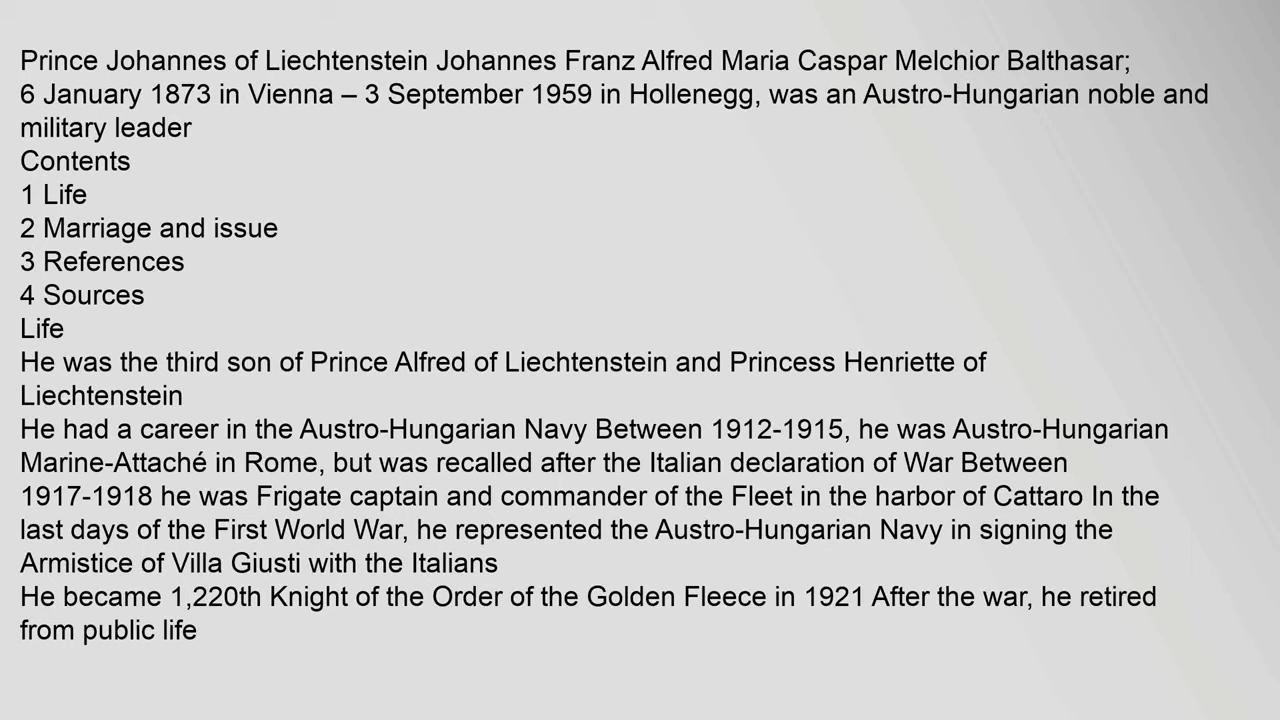 Prince Johannes of Liechtenstein Johannes Franz Alfred Maria Caspar Melchior Balthasar;
6 January 1873 in Vienna – 3 September 1959 in Hollenegg, was an Austro-Hungarian noble and
military leader
Contents
1 Life
2 Marriage and issue
3 References
4 Sources
Life
He was the third son of Prince Alfred of Liechtenstein and Princess Henriette of
Liechtenstein
He had a career in the Austro-Hungarian Navy Between 1912-1915, he was Austro-Hungarian
Marine-Attaché in Rome, but was recalled after the Italian declaration of War Between
1917-1918 he was Frigate captain and commander of the Fleet in the harbor of Cattaro In the
last days of the First World War, he represented the Austro-Hungarian Navy in signing the
Armistice of Villa Giusti with the Italians
He became 1,220th Knight of the Order of the Golden Fleece in 1921 After the war, he retired
from public life